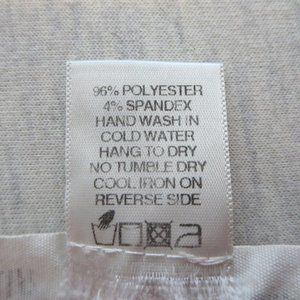 96% POLYESTER
4% SPANDEX
HAND WASH IN
COLD WATER
HANG TO DRY
NO TUMBLE DRY
COOL IRON ON
REVERSE SIDE